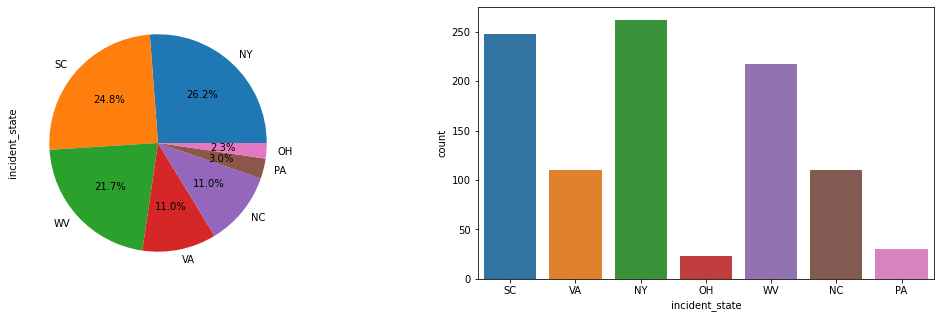 incident_state
NY
SC
WV
VA
NC
PA
OH
26.2%
24.8%
21.7%
11.0%
11.0%
3.0%
2.3%
count
250
200
150
100
50
0
SC VA NY OH WV NC PA
incident_state